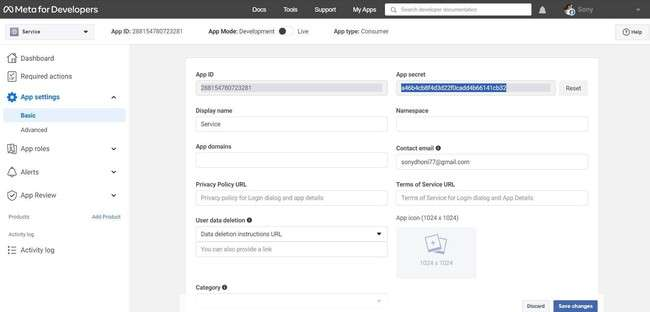 Meta for Developers
Docs
Tools
Support
My Apps
Search developer documentation
Sony
Service
App ID: 288154780723281
App Mode: Development
Live
App type: Consumer
Help
Dashboard
Required actions
App settings
Basic
Advanced
App roles
Alerts
App Review
Products
Add Product
Activity log
Activity log
App ID
288154780723281
App secret
a46b4cb8f4d3d22f0cadd4b66141cb32
Reset
Display name
Service
Namespace
App domains
Contact email
sonydhoni77@gmail.com
Privacy Policy URL
Privacy policy for Login dialog and app details
Terms of Service URL
Terms of Service for Login dialog and App Details
User data deletion
Data deletion instructions URL
You can also provide a link
App icon (1024 x 1024)
1024 x 1024
Category
Discard
Save changes